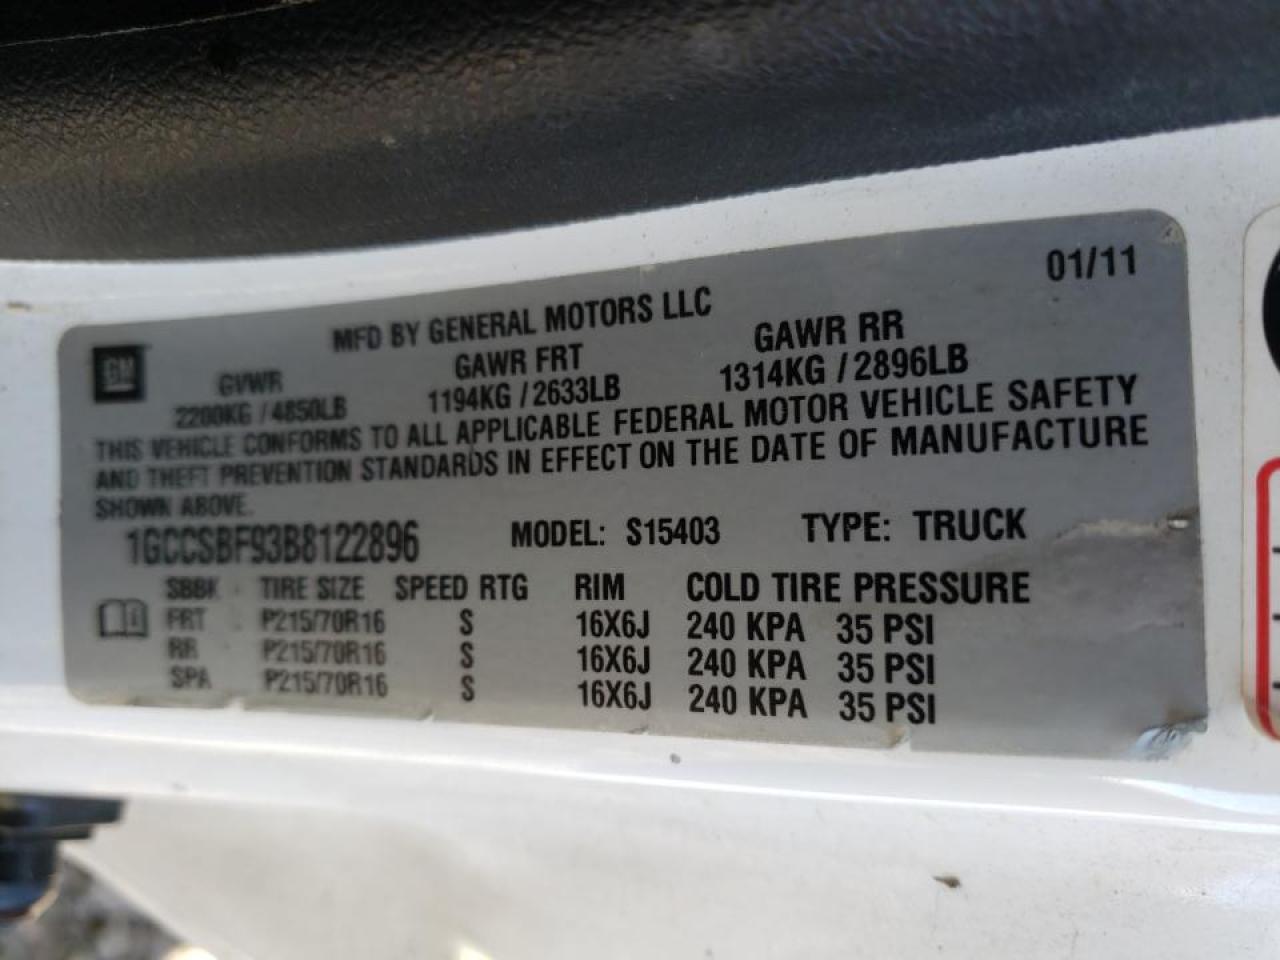 01/11
MFD BY GENERAL MOTORS LLC
GM
GVWR GAWR FRT GAWR RR
2200KG / 4850LB 1194KG / 2633LB 1314KG / 2896LB
THIS VEHICLE CONFORMS TO ALL APPLICABLE FEDERAL MOTOR VEHICLE SAFETY
AND THEFT PREVENTION STANDARDS IN EFFECT ON THE DATE OF MANUFACTURE
SHOWN ABOVE.
1GCCSBF93B8122896 MODEL: S15403 TYPE: TRUCK
SBBK TIRE SIZE SPEED RTG RIM COLD TIRE PRESSURE
FRT P215/70R16 S 16X6J 240 KPA 35 PSI
RR P215/70R16 S 16X6J 240 KPA 35 PSI
SPA P215/70R16 S 16X6J 240 KPA 35 PSI